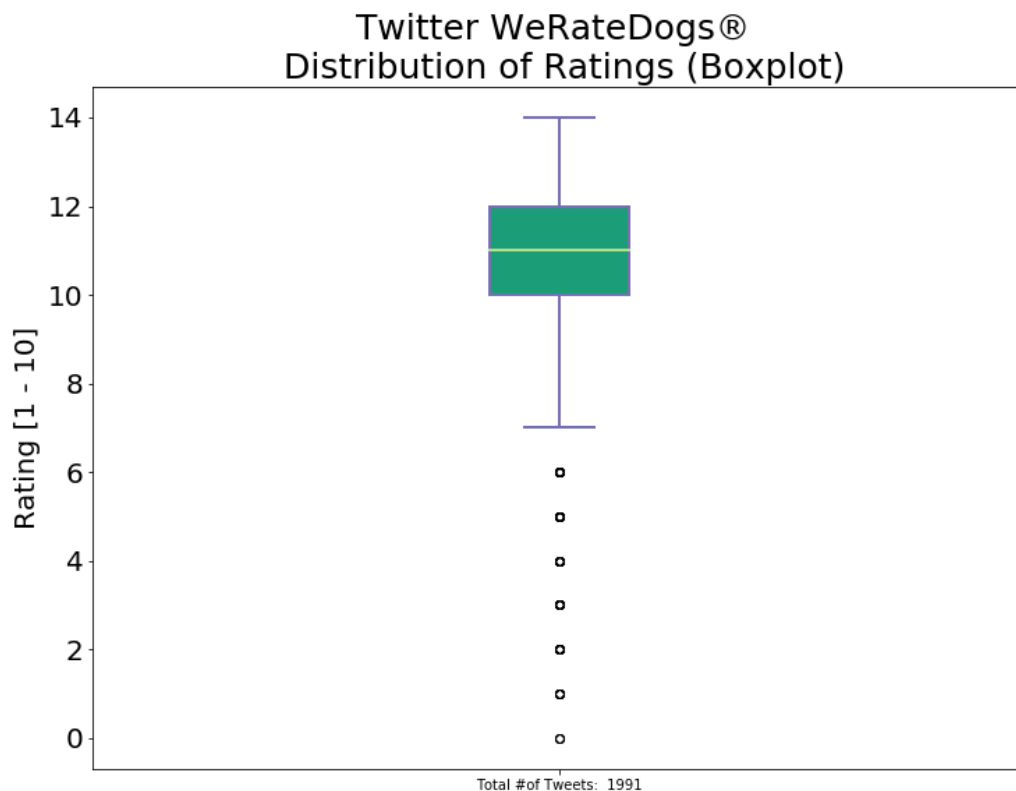 Twitter WeRateDogs®
Distribution of Ratings (Boxplot)
14
12
10
8
6
4
2
0
Rating [1 - 10]
Total #of Tweets: 1991